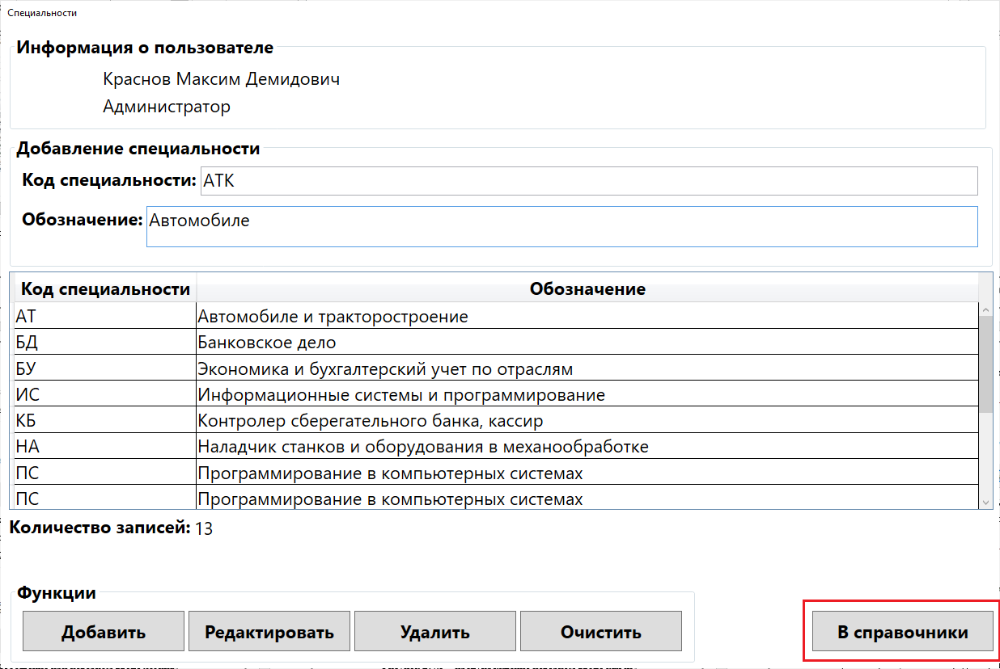 Специальности
Информация о пользователе
Краснов Максим Демидович
Администратор
Добавление специальности
Код специальности: АТК
Обозначение: Автомобиле
Код специальности Обозначение
АТ Автомобиле и тракторостроение
БД Банковское дело
БУ Экономика и бухгалтерский учет по отраслям
ИС Информационные системы и программирование
КБ Контролер сберегательного банка, кассир
НА Наладчик станков и оборудования в механообработке
ПС Программирование в компьютерных системах
ПС Программирование в компьютерных системах
Количество записей: 13
Функции
Добавить Редактировать Удалить Очистить В справочники